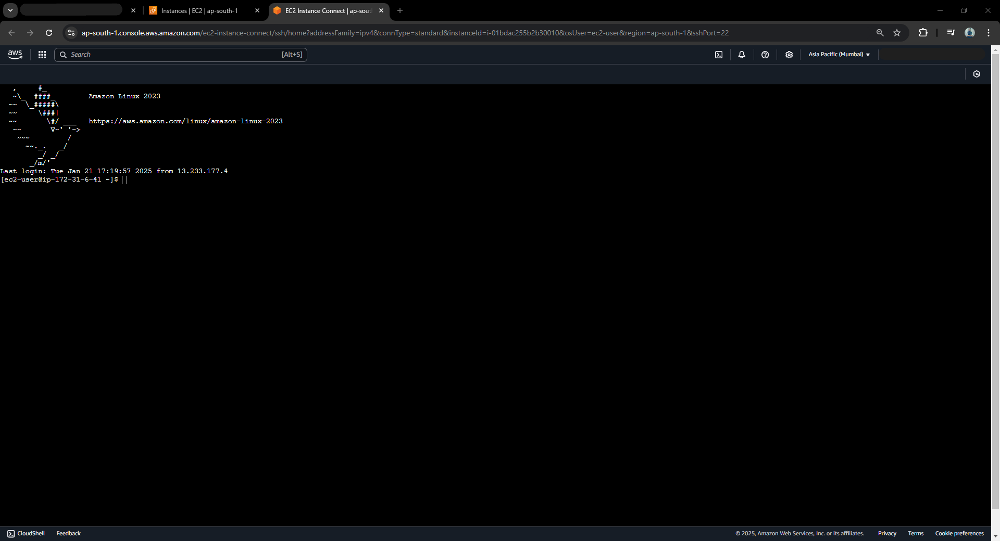 Instances | EC2 | ap-south-1
EC2 Instance Connect | ap-sout
ap-south-1.console.aws.amazon.com/ec2-instance-connect/ssh/home?addressFamily=ipv4&connType=standard&instanceId=i-01bdac255b2b30010&osUser=ec2-user&region=ap-south-1&sshPort=22
aws
Search [Alt+S]
Asia Pacific (Mumbai)
   ,     #_
   ~\_  ####_        Amazon Linux 2023
  ~~  \_#####\
  ~~     \###|
  ~~       \#/ ___   https://aws.amazon.com/linux/amazon-linux-2023
   ~~       V~' '->
    ~~~         /
      ~~._.   _/
         _/ _/
       _/m/'
Last login: Tue Jan 21 17:19:57 2025 from 13.233.177.4
[ec2-user@ip-172-31-6-41 ~]$
CloudShell Feedback © 2025, Amazon Web Services, Inc. or its affiliates. Privacy Terms Cookie preferences